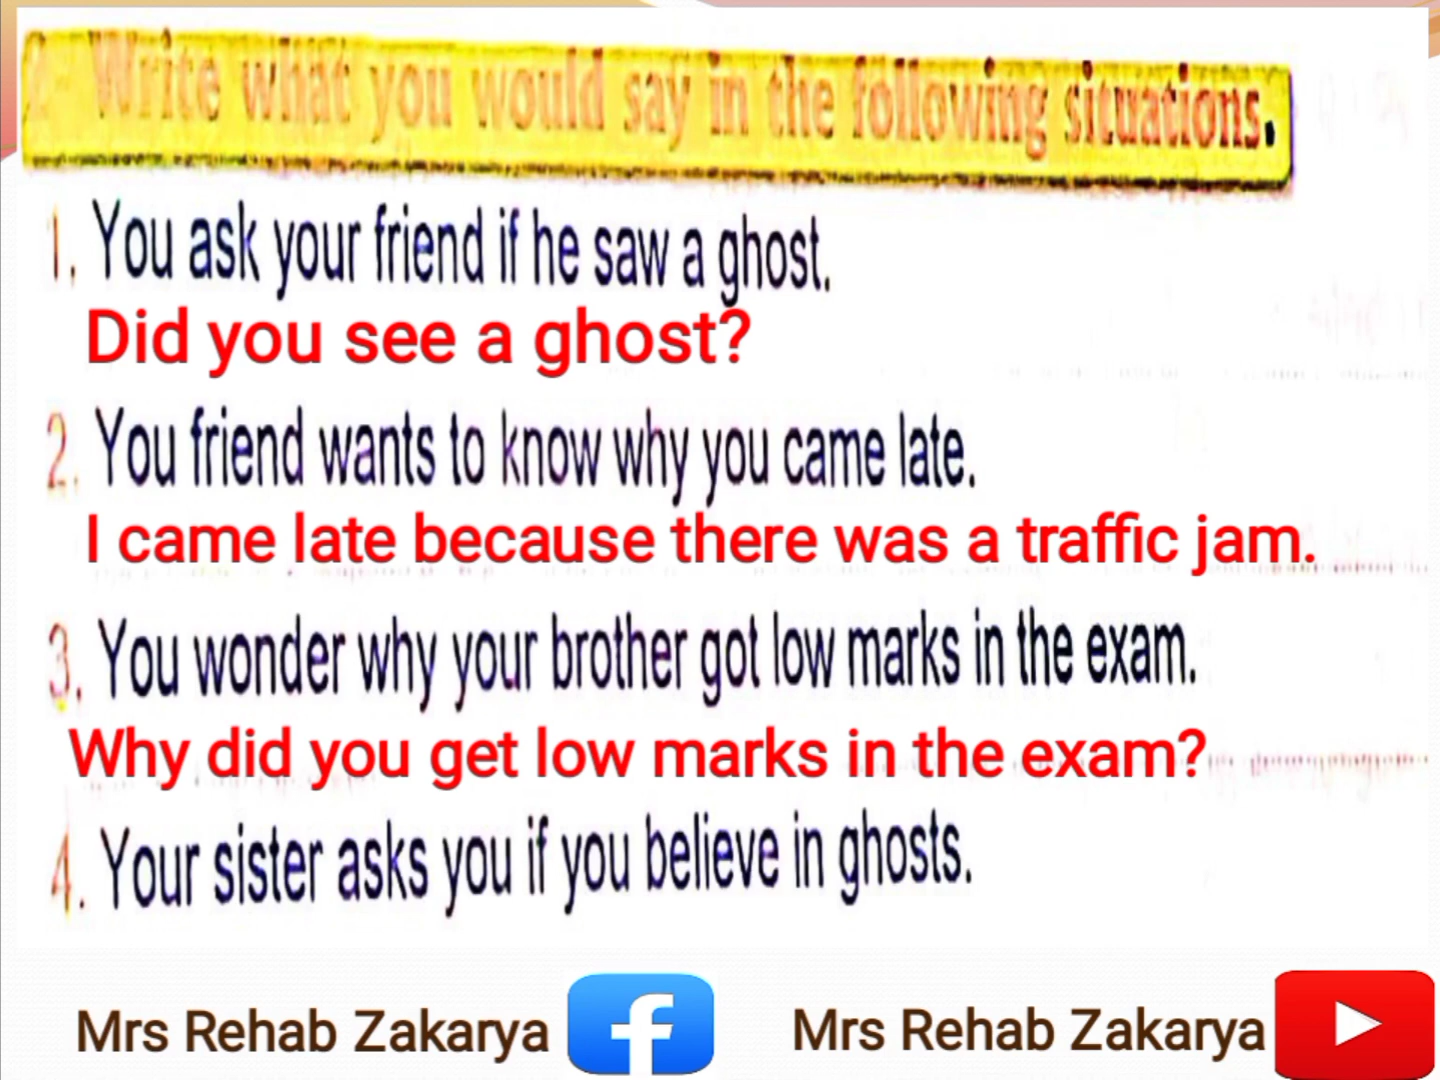 2. Write what you would say in the following situations.
1. You ask your friend if he saw a ghost.
Did you see a ghost?
2. You friend wants to know why you came late.
I came late because there was a traffic jam.
3. You wonder why your brother got low marks in the exam.
Why did you get low marks in the exam?
4. Your sister asks you if you believe in ghosts.
Mrs Rehab Zakarya f Mrs Rehab Zakarya